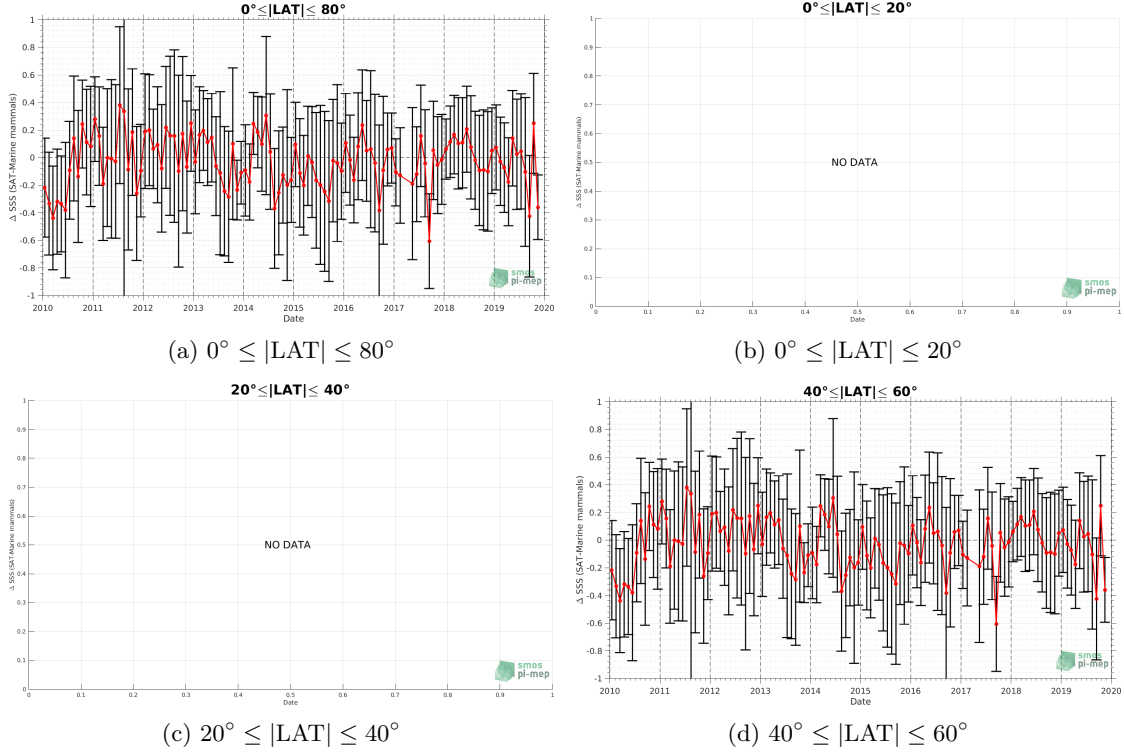 0°≤|LAT|≤ 80°
1
0.8
0.6
0.4
0.2
0
-0.2
-0.4
-0.6
-0.8
-1
Δ SSS (SAT-Marine mammals)
2010 2011 2012 2013 2014 2015 2016 2017 2018 2019 2020
Date
smos
pi-mep
(a) 0° ≤ |LAT| ≤ 80°
0°≤|LAT|≤ 20°
1
0.9
0.8
0.7
0.6
0.5
0.4
0.3
0.2
0.1
0
Δ SSS (SAT-Marine mammals)
NO DATA
0 0.1 0.2 0.3 0.4 0.5 0.6 0.7 0.8 0.9 1
Date
smos
pi-mep
(b) 0° ≤ |LAT| ≤ 20°
20°≤|LAT|≤ 40°
1
0.9
0.8
0.7
0.6
0.5
0.4
0.3
0.2
0.1
0
Δ SSS (SAT-Marine mammals)
NO DATA
0 0.1 0.2 0.3 0.4 0.5 0.6 0.7 0.8 0.9 1
Date
smos
pi-mep
(c) 20° ≤ |LAT| ≤ 40°
40°≤|LAT|≤ 60°
1
0.8
0.6
0.4
0.2
0
-0.2
-0.4
-0.6
-0.8
-1
Δ SSS (SAT-Marine mammals)
2010 2011 2012 2013 2014 2015 2016 2017 2018 2019 2020
Date
smos
pi-mep
(d) 40° ≤ |LAT| ≤ 60°